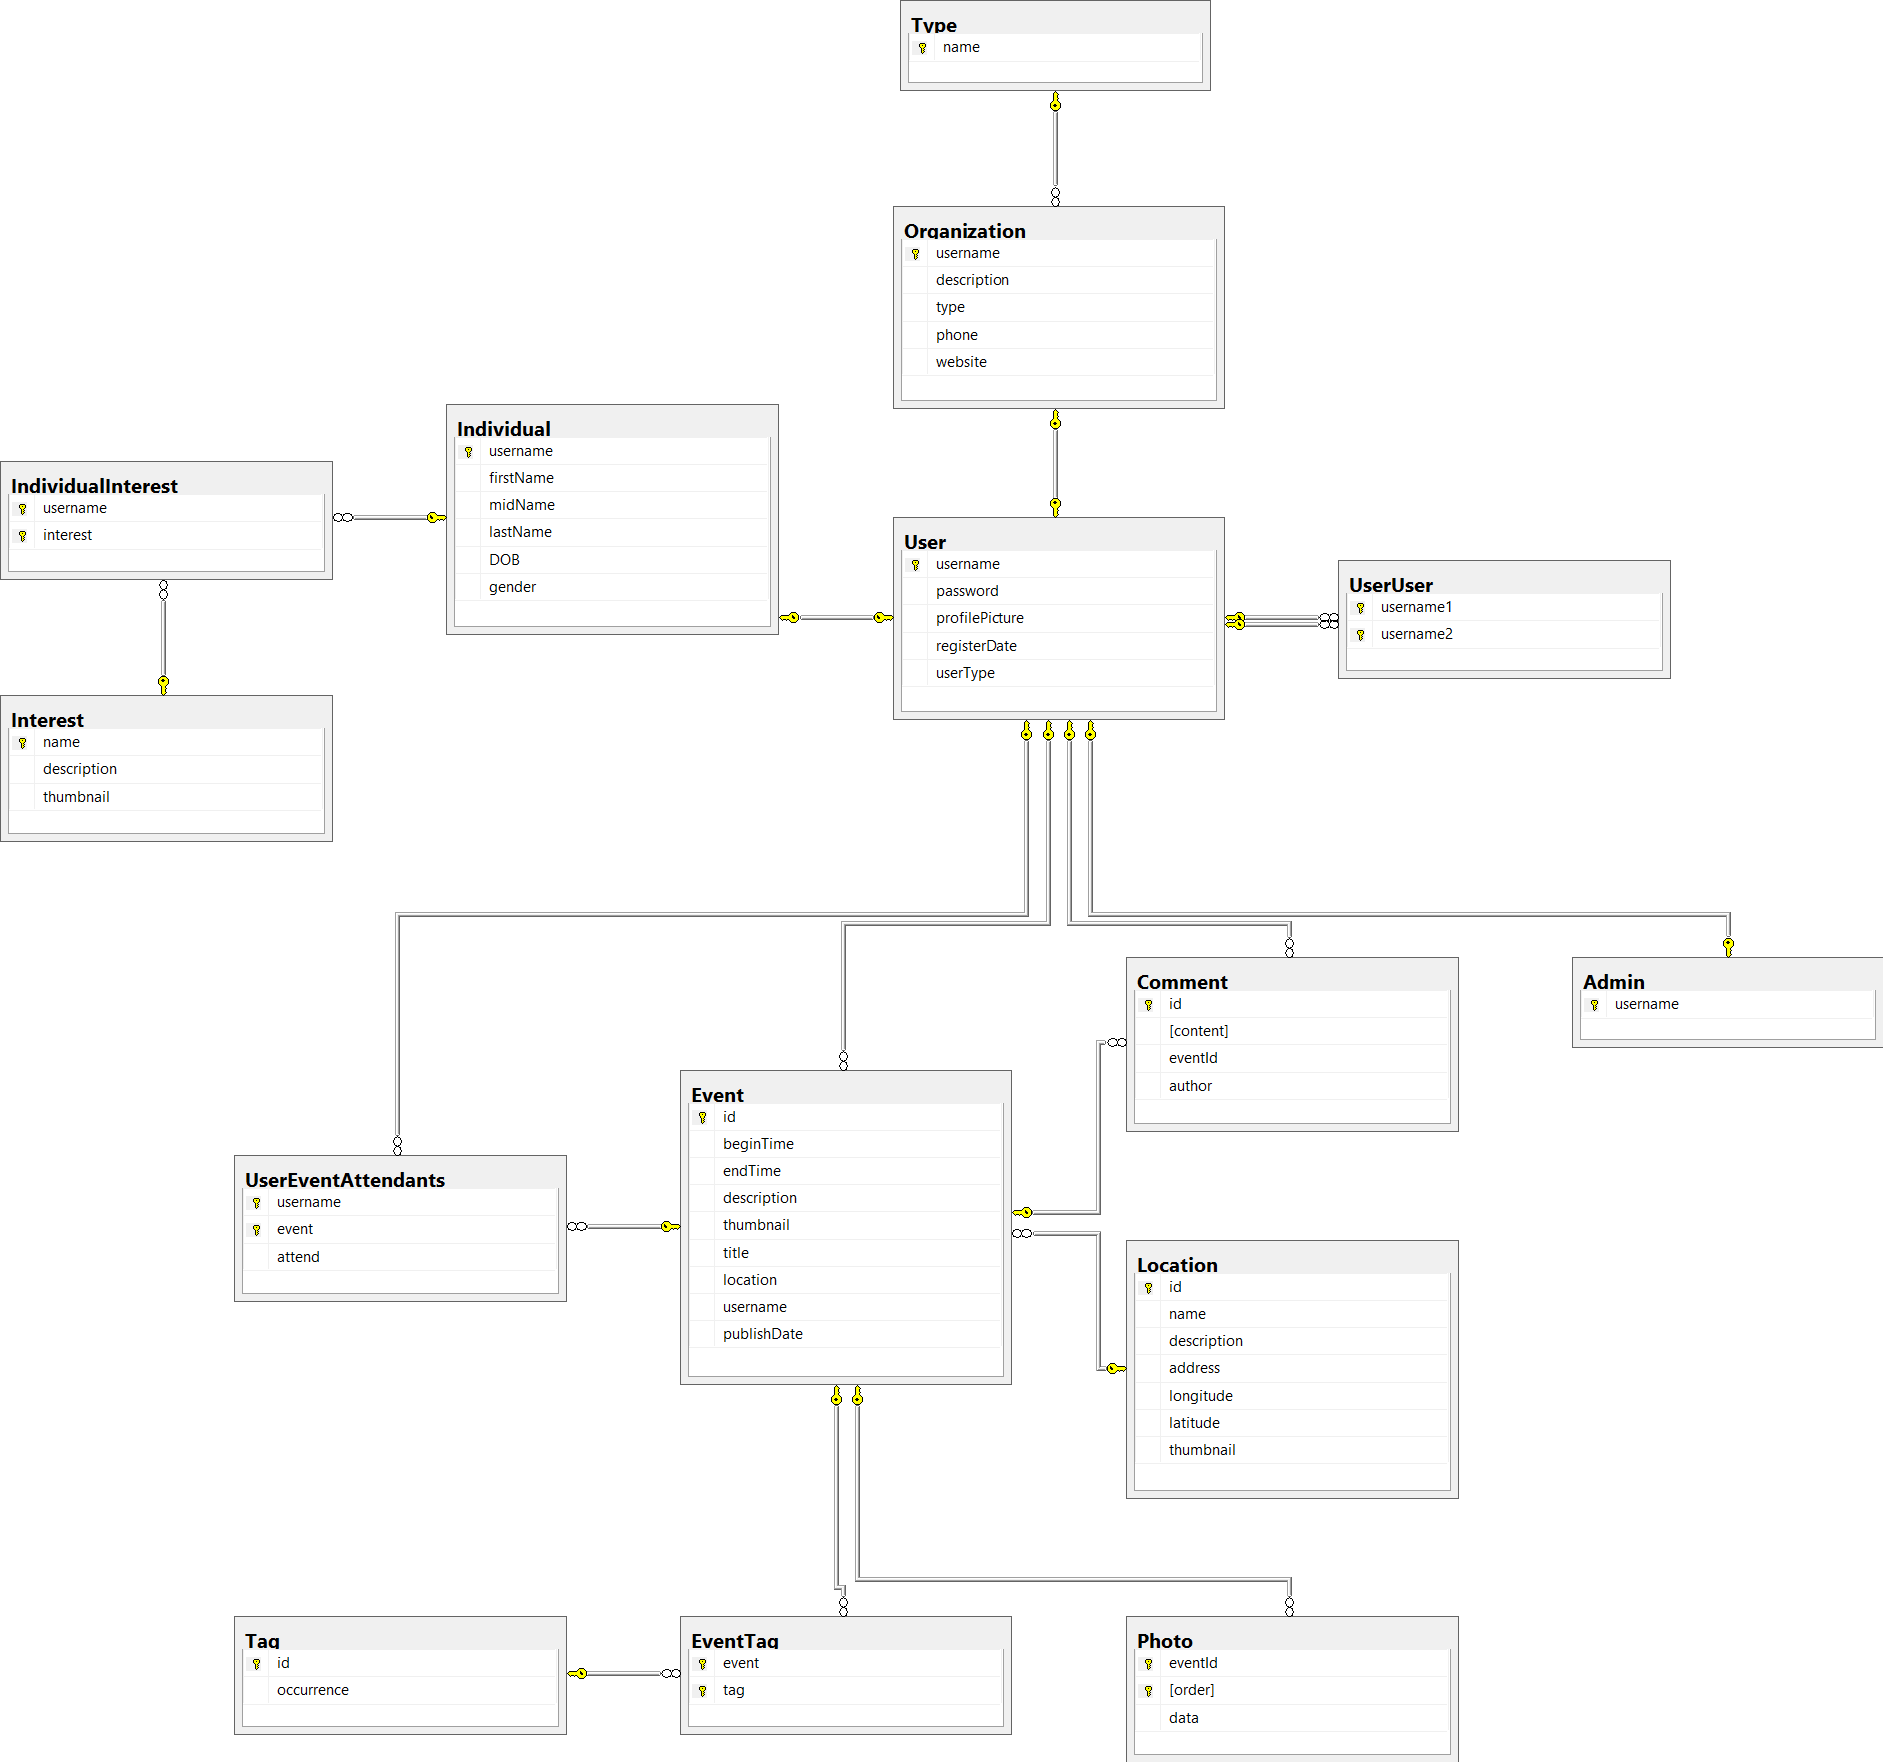 Type
name
Organization
username
description
type
phone
website
Individual
username
firstName
midName
lastName
DOB
gender
IndividualInterest
username
interest
User
username
password
profilePicture
registerDate
userType
UserUser
username1
username2
Interest
name
description
thumbnail
Comment
id
[content]
eventId
author
Admin
username
Event
id
beginTime
endTime
description
thumbnail
title
location
username
publishDate
UserEventAttendants
username
event
attend
Location
id
name
description
address
longitude
latitude
thumbnail
Tag
id
occurrence
EventTag
event
tag
Photo
eventId
[order]
data